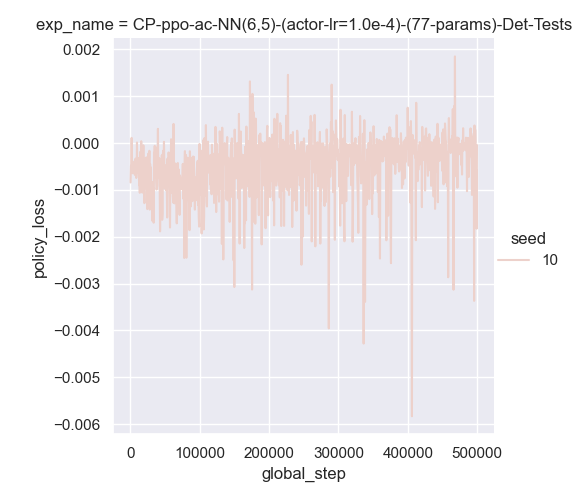 exp_name = CP-ppo-ac-NN(6,5)-(actor-lr=1.0e-4)-(77-params)-Det-Tests
0.002
0.001
0.000
−0.001
−0.002
−0.003
−0.004
−0.005
−0.006
policy_loss
0 100000 200000 300000 400000 500000
global_step
seed
10